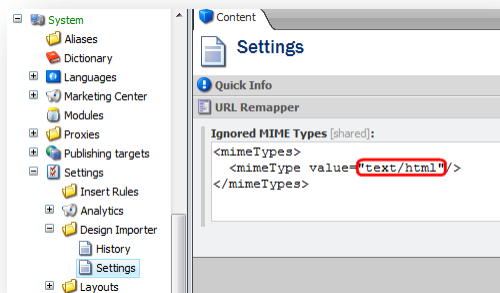 System
Aliases
Dictionary
Languages
Marketing Center
Modules
Proxies
Publishing targets
Settings
Insert Rules
Analytics
Design Importer
History
Settings
Layouts
Content
Settings
Quick Info
URL Remapper
Ignored MIME Types [shared]:
<mimeTypes>
<mimeType value="text/html"/>
</mimeTypes>